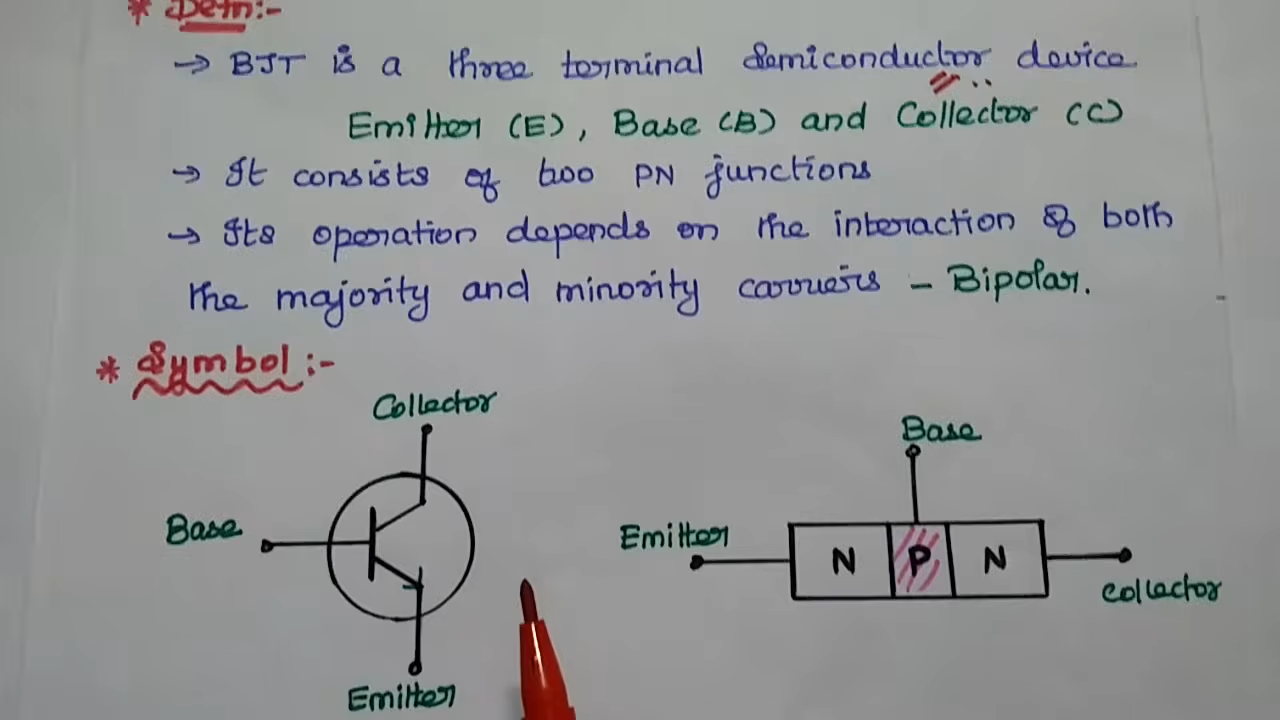 * Defn:-
→ BJT is a three terminal semiconductor device
Emitter (E), Base (B) and Collector (C)
→ It consists of two PN junctions
→ Its operation depends on the interaction of both
the majority and minority carriers - Bipolar.
* Symbol:-
Collector
Base
Emitter
Base
Emitter
N P N
Collector